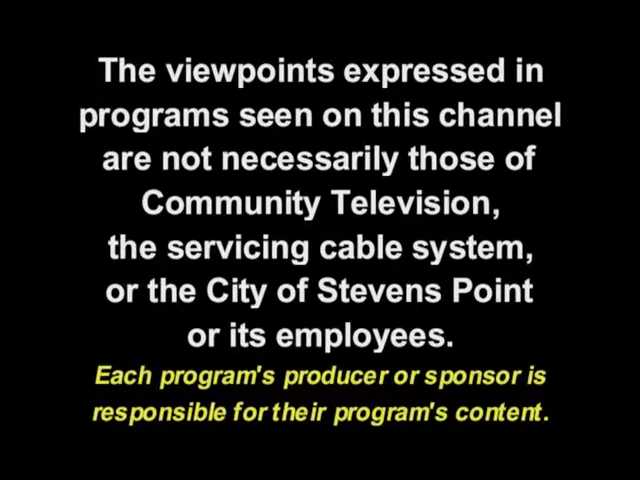 The viewpoints expressed in
programs seen on this channel
are not necessarily those of
Community Television,
the servicing cable system,
or the City of Stevens Point
or its employees.
Each program's producer or sponsor is
responsible for their program's content.